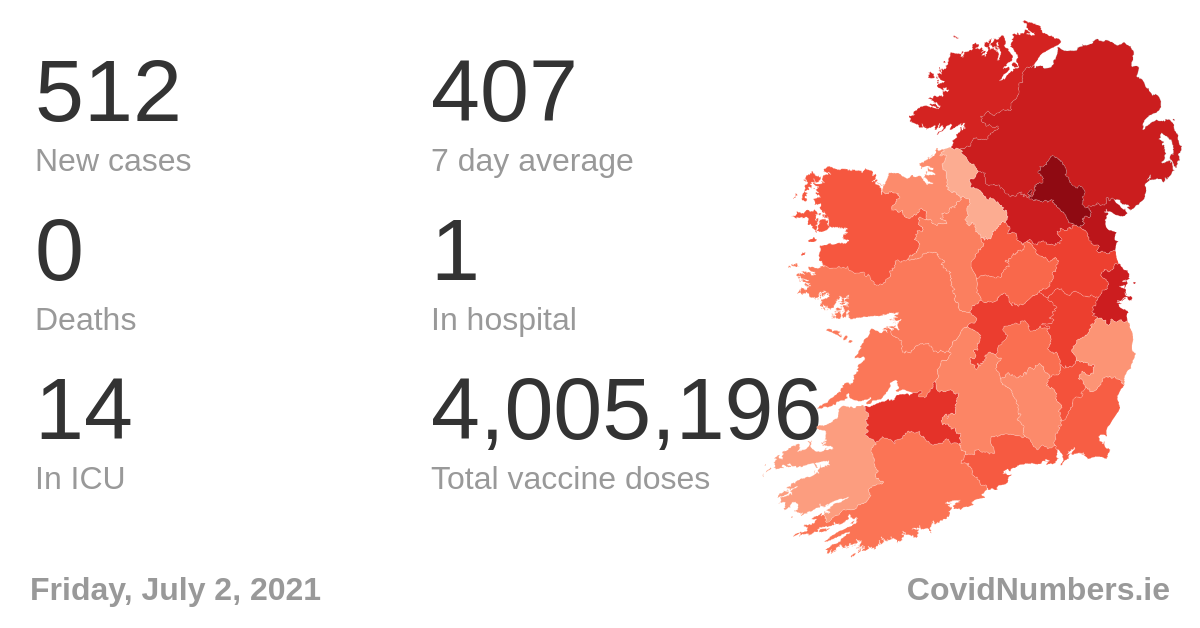 512
407
New cases
7 day average
0
1
Deaths
In hospital
14
4,005,196
In ICU
Total vaccine doses
Friday, July 2, 2021
CovidNumbers.ie